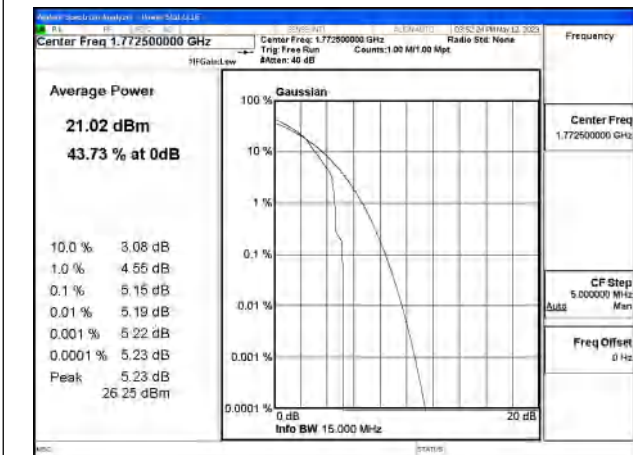 Center Freq 1.772500000 GHz
Center Freq: 1.772500000 GHz
Radio Std: None
Trig: Free Run Counts:1.00 M/1.00 Mpt
#IFGain:Low #Atten: 40 dB
Frequency
Average Power
21.02 dBm
43.73 % at 0dB
10.0 % 3.08 dB
1.0 % 4.55 dB
0.1 % 5.15 dB
0.01 % 5.19 dB
0.001 % 5.22 dB
0.0001 % 5.23 dB
Peak 5.23 dB
26.25 dBm
Gaussian
100 %
10 %
1 %
0.1 %
0.01 %
0.001 %
0.0001 %
0 dB 20 dB
Info BW 15.000 MHz
Center Freq
1.772500000 GHz
CF Step
5.000000 MHz
Auto Man
Freq Offset
0 Hz
MSG STATUS